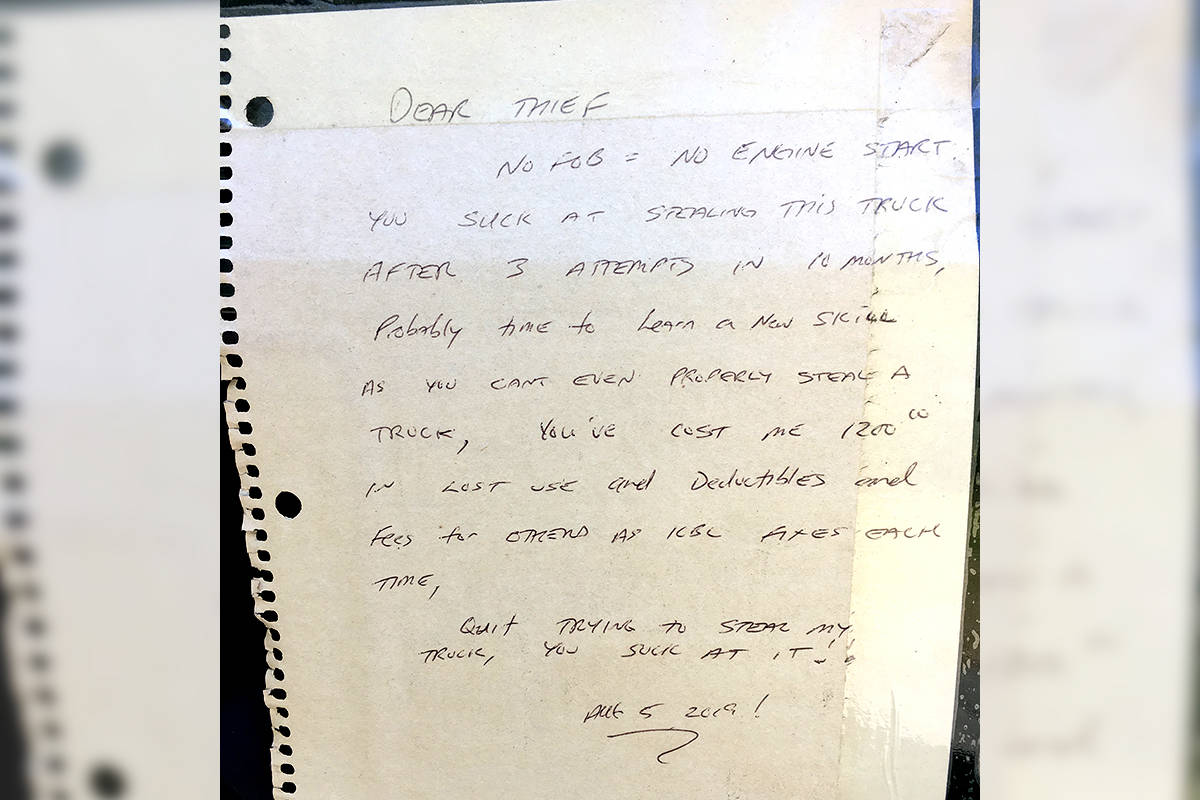 DEAR THIEF
NO FOB = NO ENGINE START
YOU SUCK AT STEALING THIS TRUCK
AFTER 3 ATTEMPTS IN 10 MONTHS,
Probably time to Learn a New SKILL
AS YOU CANT EVEN PROPERLY STEAL A
TRUCK, YOU'VE COST ME 1200 00
IN LOST USE and Deductibles and
Fees for OTHERS AS ICBC FIXES EACH
TIME,
Quit TRYING to STEAL MY
TRUCK, YOU SUCK AT IT!!
AUG 5 2019!